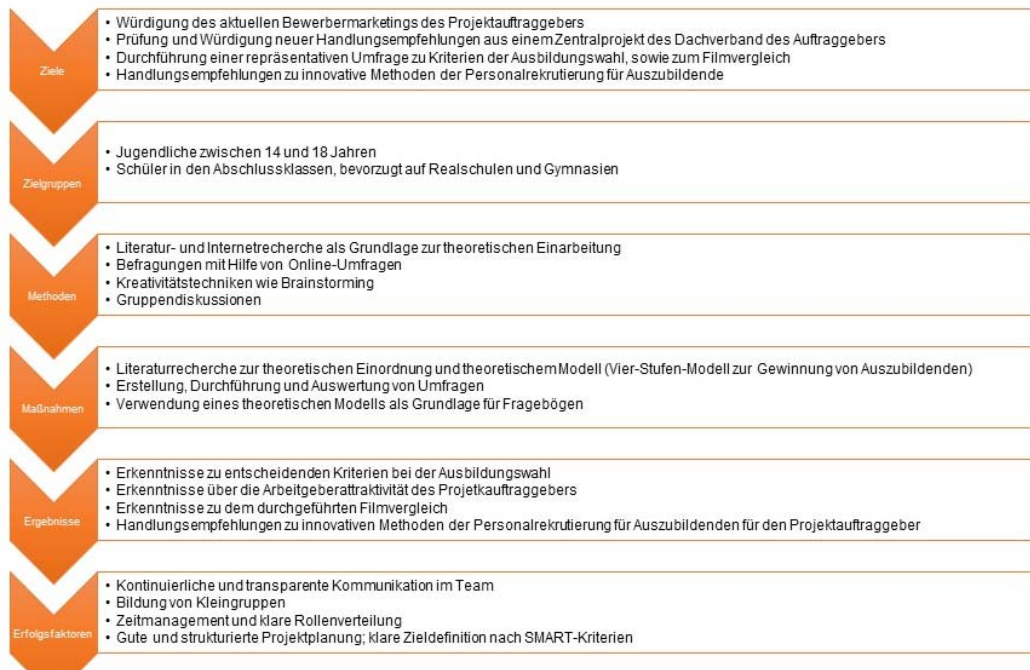 Ziele
• Würdigung des aktuellen Bewerbermarketings des Projektauftraggebers
• Prüfung und Würdigung neuer Handlungsempfehlungen aus einem Zentralprojekt des Dachverband des Auftraggebers
• Durchführung einer repräsentativen Umfrage zu Kriterien der Ausbildungswahl, sowie zum Filmvergleich
• Handlungsempfehlungen zu innovative Methoden der Personalrekrutierung für Auszubildende
Zielgruppen
• Jugendliche zwischen 14 und 18 Jahren
• Schüler in den Abschlussklassen, bevorzugt auf Realschulen und Gymnasien
Methoden
• Literatur- und Internetrecherche als Grundlage zur theoretischen Einarbeitung
• Befragungen mit Hilfe von Online-Umfragen
• Kreativitätstechniken wie Brainstorming
• Gruppendiskussionen
Maßnahmen
• Literaturrecherche zur theoretischen Einordnung und theoretischem Modell (Vier-Stufen-Modell zur Gewinnung von Auszubildenden)
• Erstellung, Durchführung und Auswertung von Umfragen
• Verwendung eines theoretischen Modells als Grundlage für Fragebögen
Ergebnisse
• Erkenntnisse zu entscheidenden Kriterien bei der Ausbildungswahl
• Erkenntnisse über die Arbeitgeberattraktivität des Projetkauftraggebers
• Erkenntnisse zu dem durchgeführten Filmvergleich
• Handlungsempfehlungen zu innovativen Methoden der Personalrekrutierung für Auszubildenden für den Projektauftraggeber
Erfolgsfaktoren
• Kontinuierliche und transparente Kommunikation im Team
• Bildung von Kleingruppen
• Zeitmanagement und klare Rollenverteilung
• Gute und strukturierte Projektplanung; klare Zieldefinition nach SMART-Kriterien